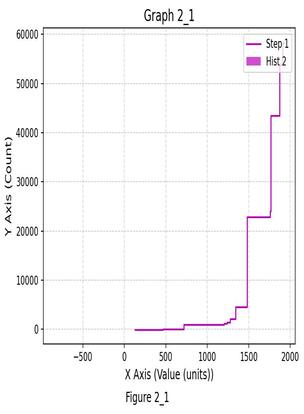 Graph 2_1
60000
50000
40000
30000
20000
10000
0
Y Axis (Count)
Step 1
Hist 2
−500 0 500 1000 1500 2000
X Axis (Value (units))
Figure 2_1